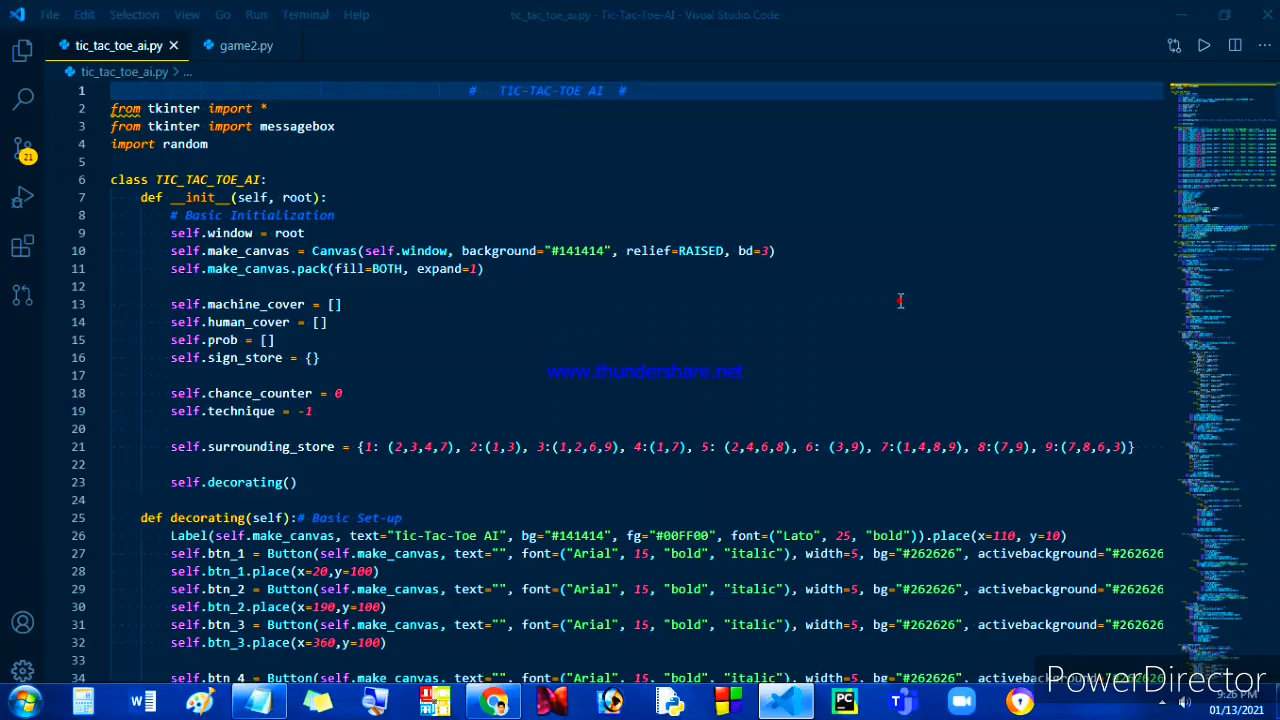 File Edit Selection View Go Run Terminal Help tic_tac_toe_ai.py - Tic-Tac-Toe-AI - Visual Studio Code
tic_tac_toe_ai.py × game2.py
tic_tac_toe_ai.py > ...
1 # TIC-TAC-TOE AI #
2 from tkinter import *
3 from tkinter import messagebox
4 import random
5
6 class TIC_TAC_TOE_AI:
7 def __init__(self, root):
8 # Basic Initialization
9 self.window = root
10 self.make_canvas = Canvas(self.window, background="#141414", relief=RAISED, bd=3)
11 self.make_canvas.pack(fill=BOTH, expand=1)
12
13 self.machine_cover = []
14 self.human_cover = []
15 self.prob = []
16 self.sign_store = {}
17
www.thundershare.net
18 self.chance_counter = 0
19 self.technique = -1
20
21 self.surrounding_store = {1: (2,3,4,7), 2:(1,3), 3:(1,2,6,9), 4:(1,7), 5: (2,4,6,8), 6: (3,9), 7:(1,4,8,9), 8:(7,9), 9:(7,8,6,3)}
22
23 self.decorating()
24
25 def decorating(self):# Basic Set-up
26 Label(self.make_canvas, text="Tic-Tac-Toe AI", bg="#141414", fg="#00FF00", font=("Lato", 25, "bold")).place(x=110, y=10)
27 self.btn_1 = Button(self.make_canvas, text="", font=("Arial", 15, "bold", "italic"), width=5, bg="#262626", activebackground="#262626
28 self.btn_1.place(x=20,y=100)
29 self.btn_2 = Button(self.make_canvas, text="", font=("Arial", 15, "bold", "italic"), width=5, bg="#262626", activebackground="#262626
30 self.btn_2.place(x=190,y=100)
31 self.btn_3 = Button(self.make_canvas, text="", font=("Arial", 15, "bold", "italic"), width=5, bg="#262626", activebackground="#262626
32 self.btn_3.place(x=360,y=100)
33
34 self.btn_4 = Button(self.make_canvas, text="", font=("Arial", 15, "bold", "italic"), width=5, bg="#262626", activebackground="#262626
21
PowerDirector
W PC
9:26 PM
01/13/2021